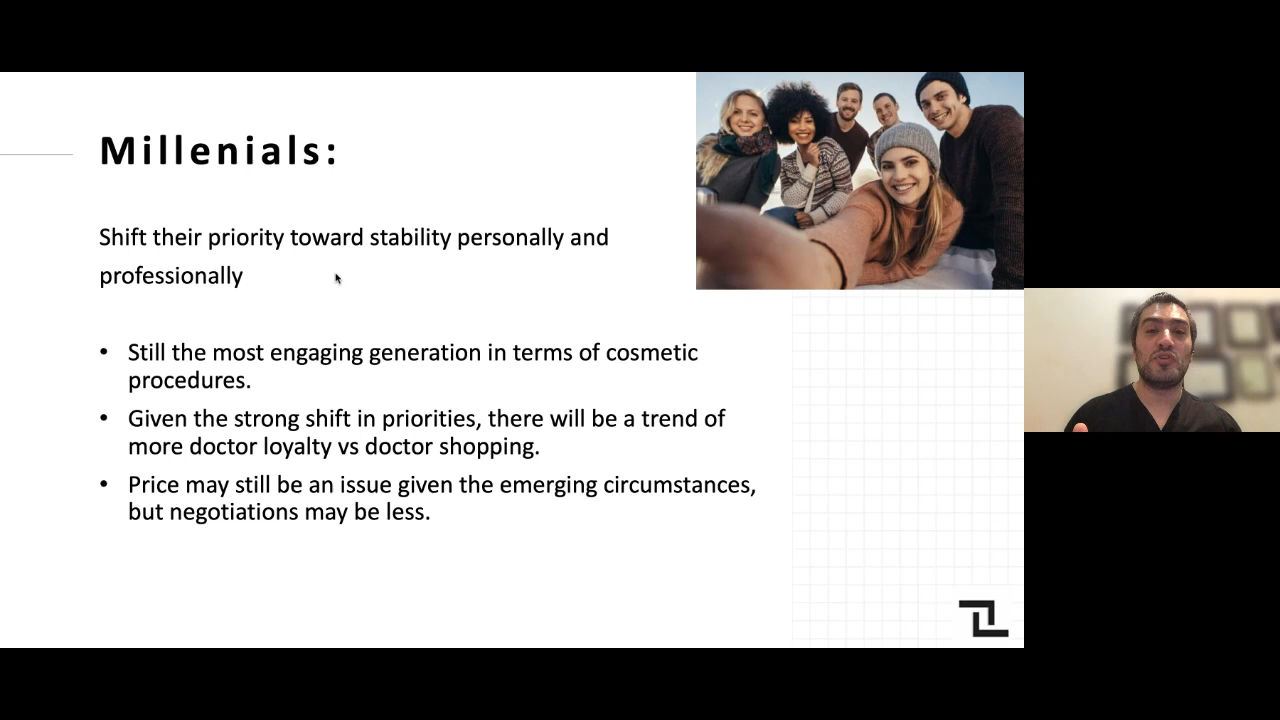 Millenials:
Shift their priority toward stability personally and
professionally
• Still the most engaging generation in terms of cosmetic
procedures.
• Given the strong shift in priorities, there will be a trend of
more doctor loyalty vs doctor shopping.
• Price may still be an issue given the emerging circumstances,
but negotiations may be less.